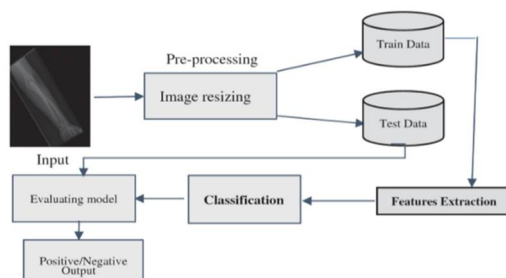 Pre-processing
Image resizing
Train Data
Test Data
Input
Evaluating model
Classification
Features Extraction
Positive/Negative
Output